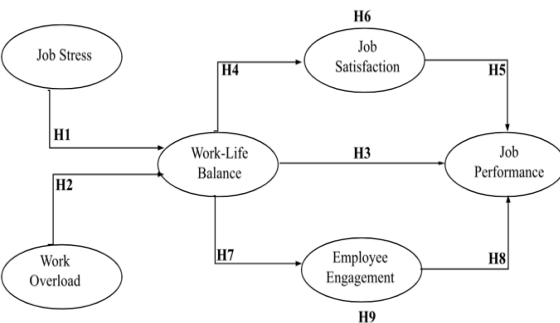 H6
Job Stress
Job
Satisfaction
H4
H5
H1
Work-Life
Balance
H3
Job
Performance
H2
H7
Employee
Engagement
H8
Work
Overload
H9